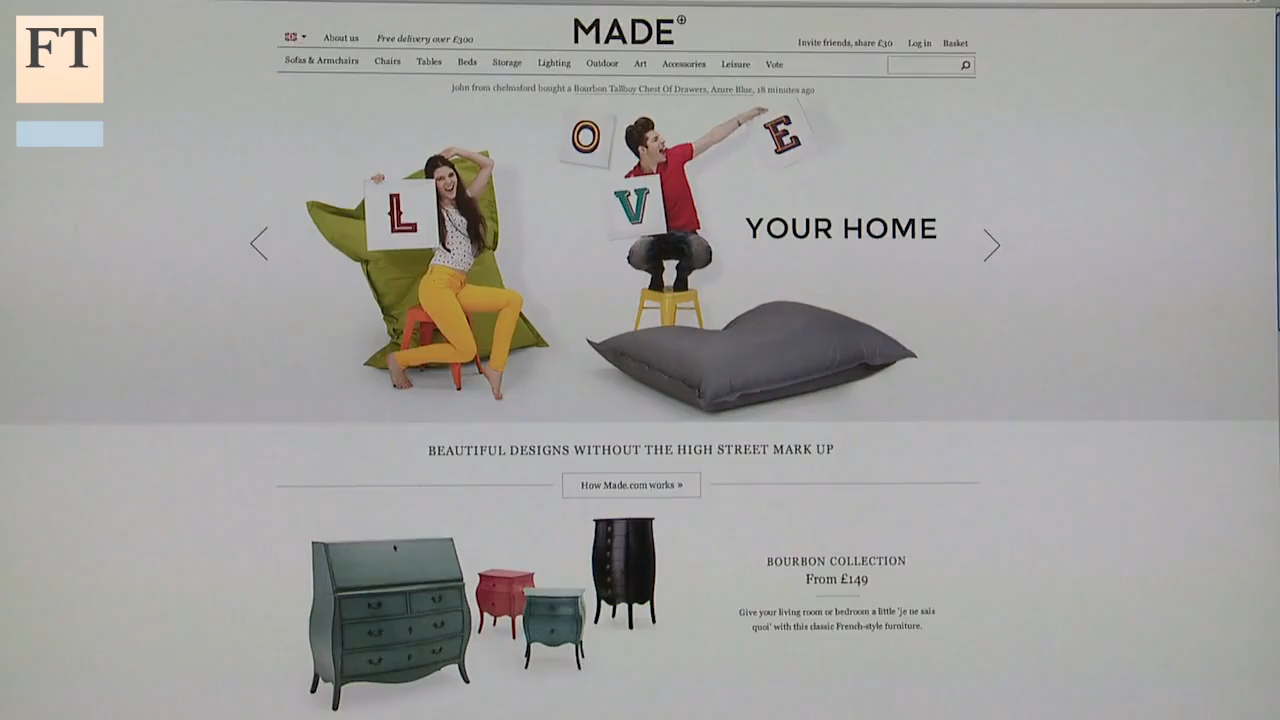 FT
MADE
About us
Free delivery over £300
Invite friends, share £30
Log in
Basket
Sofas & Armchairs
Chairs
Tables
Beds
Storage
Lighting
Outdoor
Art
Accessories
Leisure
Vote
John from chelmsford bought a Bourbon Tallboy Chest Of Drawers, Azure Blue, 18 minutes ago
L
O
V
E
YOUR HOME
BEAUTIFUL DESIGNS WITHOUT THE HIGH STREET MARK UP
How Made.com works »
BOURBON COLLECTION
From £149
Give your living room or bedroom a little 'je ne sais
quoi' with this classic French-style furniture.